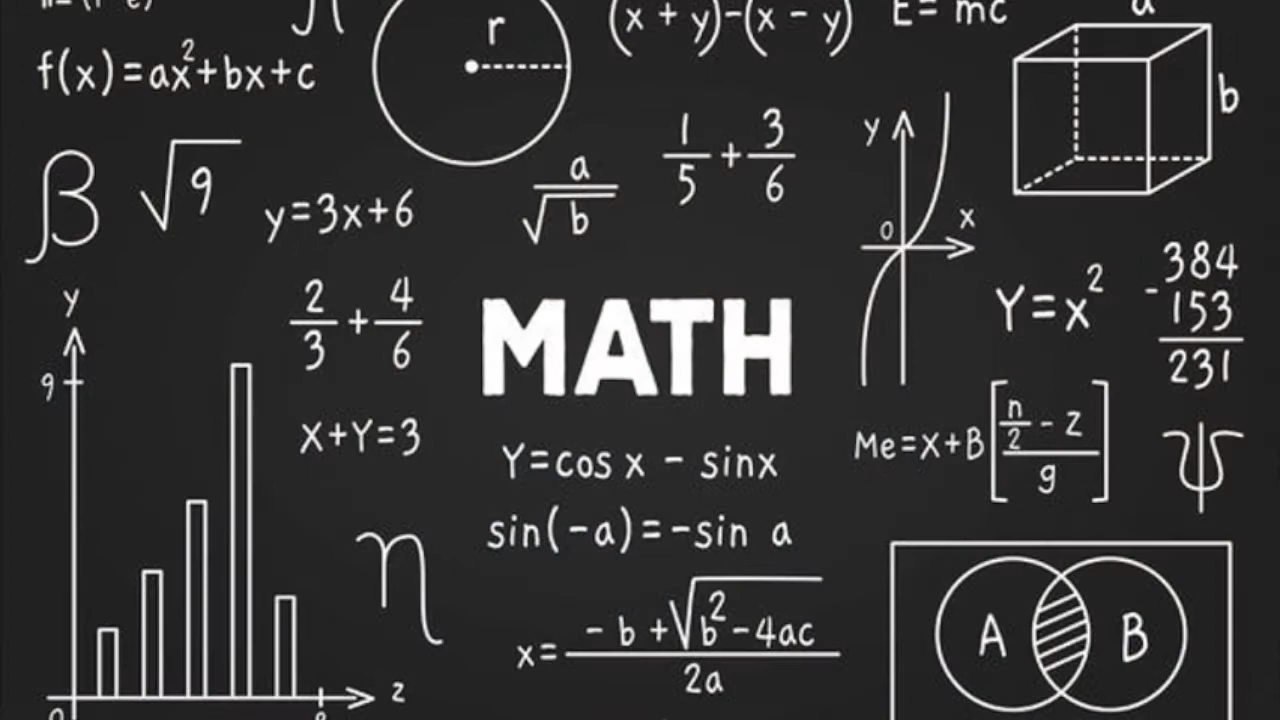 f(x)=ax²+bx+c
r
(x + y)-(x - y)
E= mc
a
b
β
√9
y=3x+6
a/√b
1/5+3/6
y
x
0
2/3+4/6
MATH
Y=x²
-384
153
231
y
9
X+Y=3
Y=cos x - sinx
Me=X+B[(n/2 - z)/g]
ψ
sin(-a)=-sin a
η
x=(-b+√(b²-4ac))/2a
A
B
z